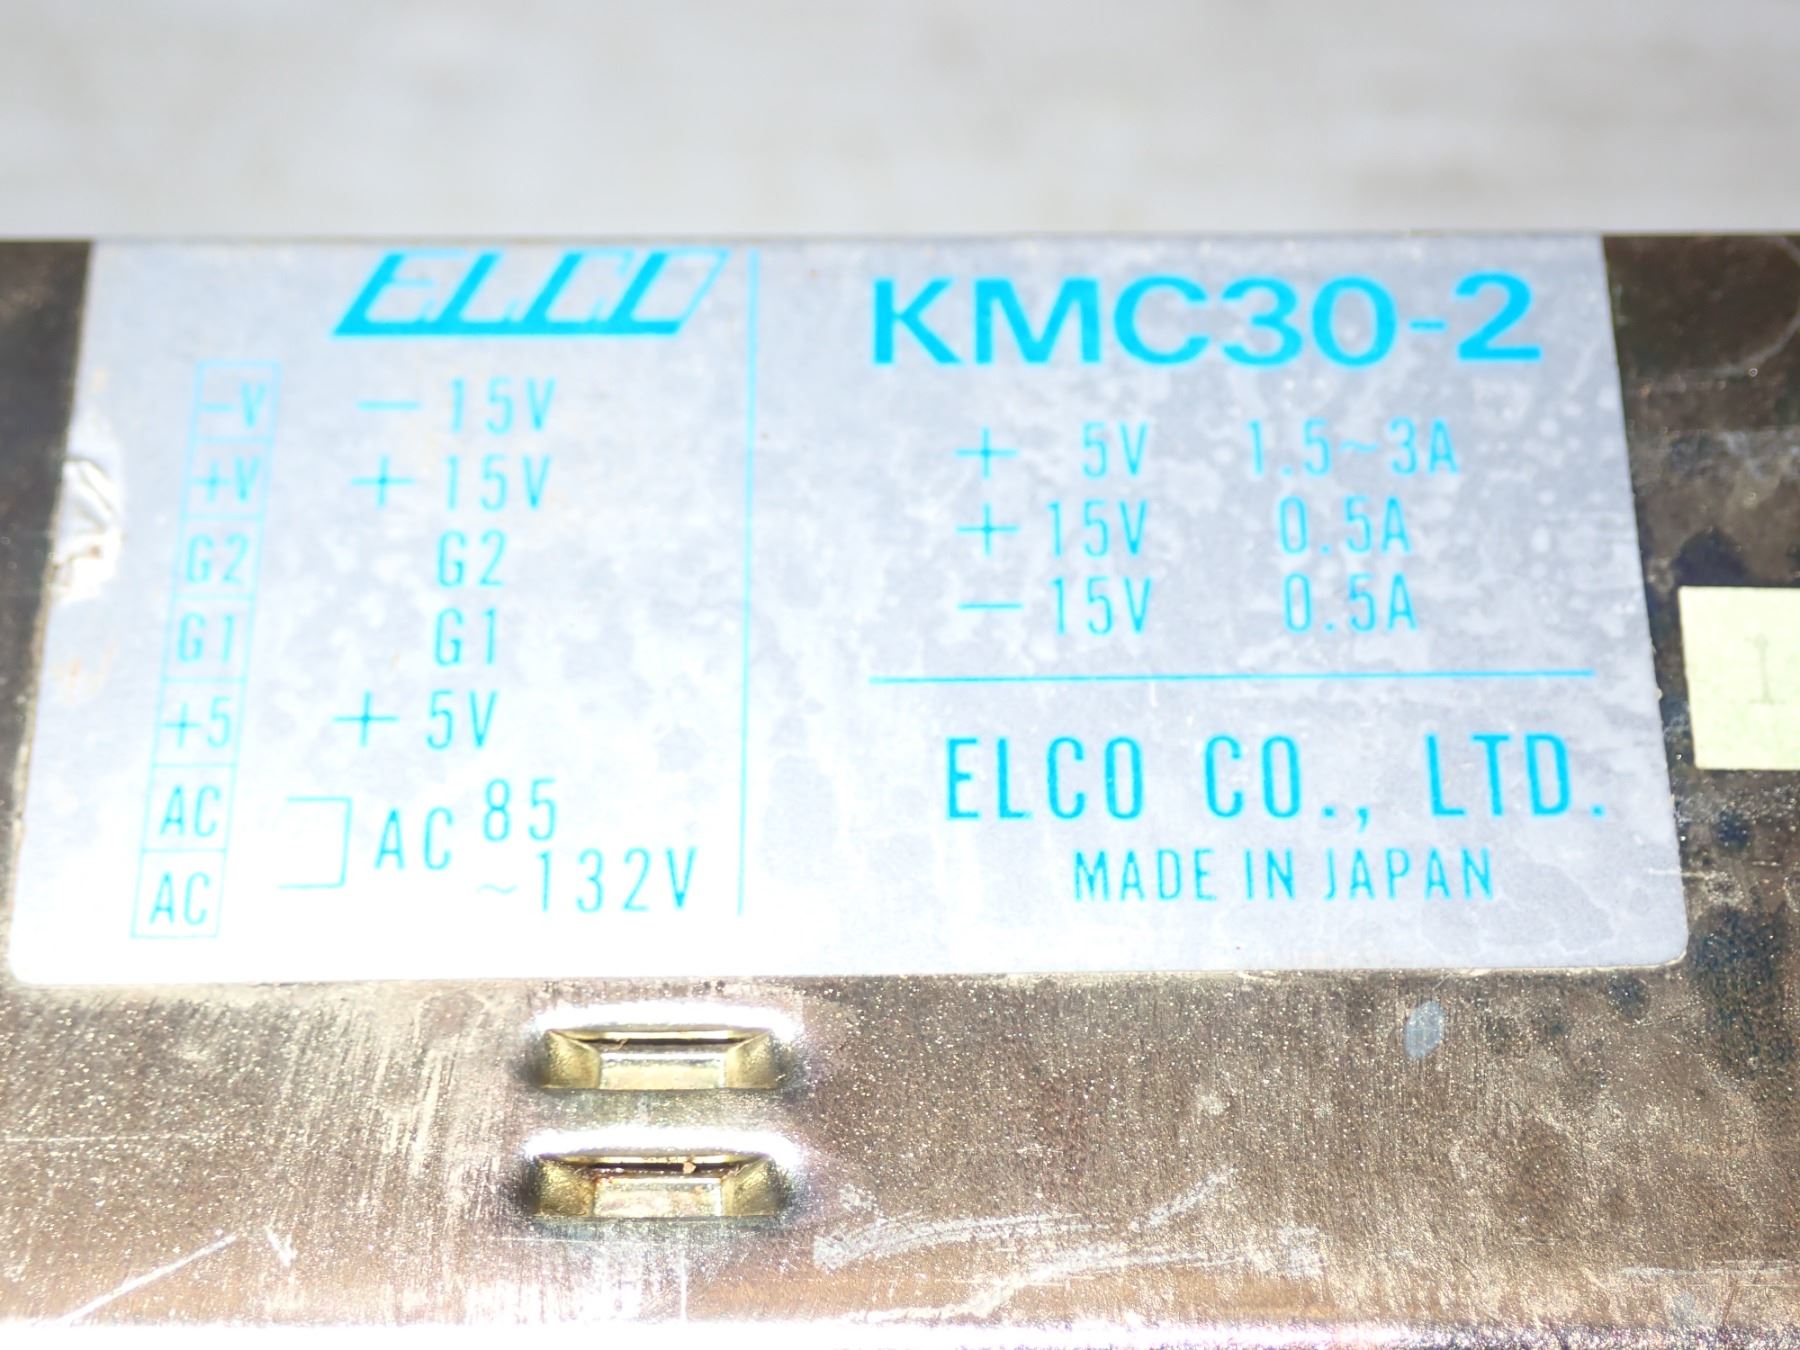 ELCO
-V — 15V
+V + 15V
G2 G2
G1 G1
+5 + 5V
AC AC 85
AC ~132V
KMC30-2
+ 5V 1.5~3A
+ 15V 0.5A
— 15V 0.5A
ELCO CO., LTD.
MADE IN JAPAN